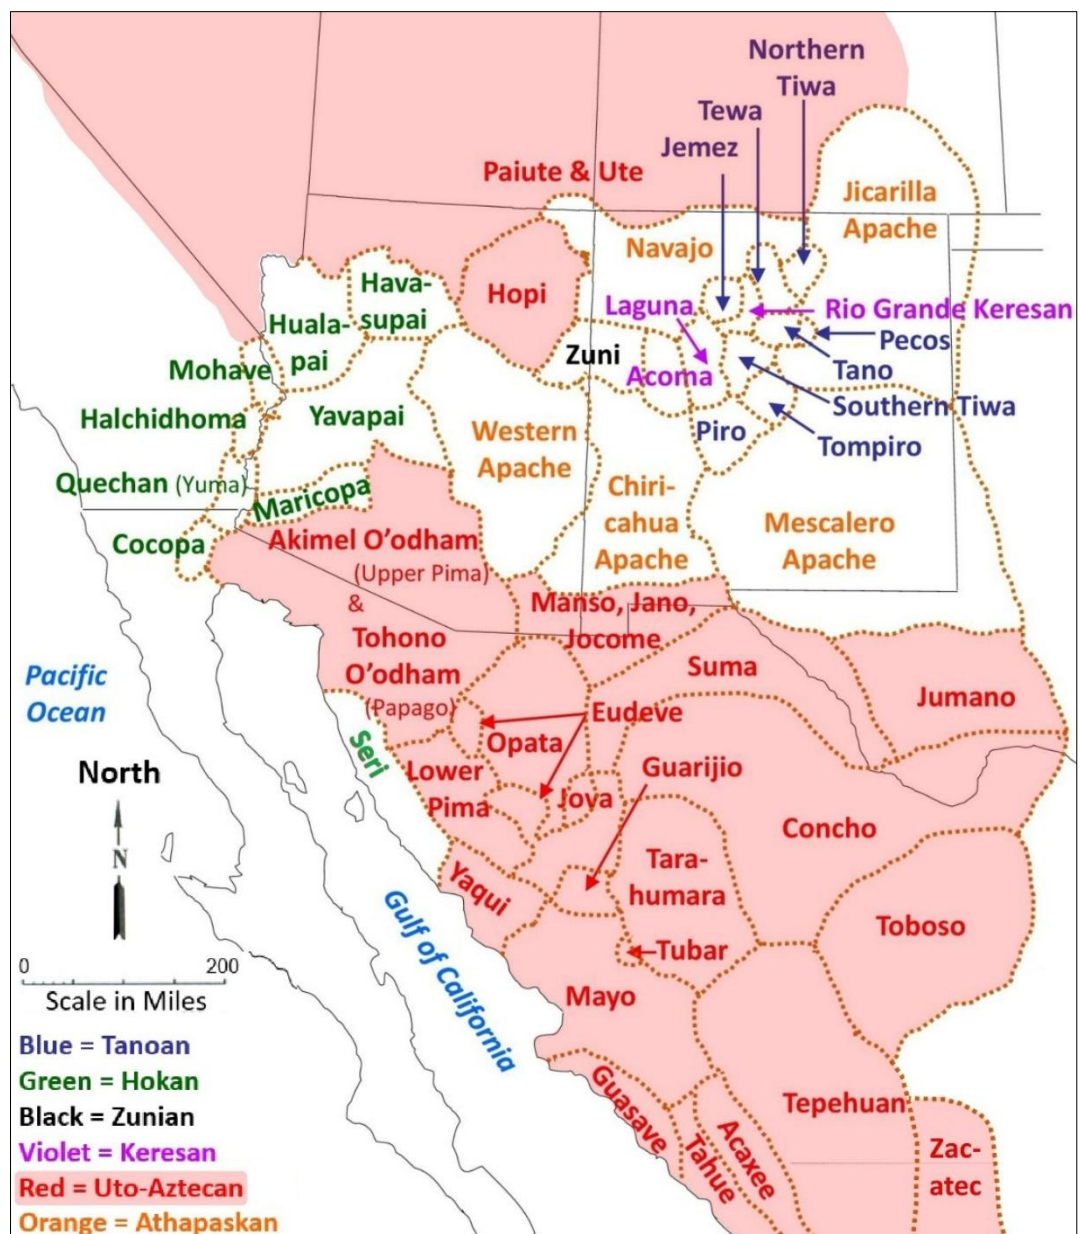 Northern
Tiwa
Tewa
Jemez
Paiute & Ute
Jicarilla
Apache
Navajo
Hopi
Hava-
supai
Huala-
pai
Laguna
Rio Grande Keresan
Pecos
Zuni
Acoma
Tano
Mohave
Southern Tiwa
Halchidhoma
Yavapai
Western
Apache
Piro
Tompiro
Quechan (Yuma)
Maricopa
Chiri-
cahua
Apache
Mescalero
Apache
Cocopa
Akimel O’odham
(Upper Pima)
&
Tohono
O’odham
(Papago)
Manso, Jano,
Jocome
Suma
Jumano
Pacific
Ocean
Eudeve
Opata
Seri
Lower
Pima
Jova
Guarijio
North
N
Concho
Tara-
humara
Yaqui
Toboso
Gulf of California
Tubar
Mayo
0 200
Scale in Miles
Guasave
Tahue
Acaxee
Tepehuan
Zac-
atec
Blue = Tanoan
Green = Hokan
Black = Zunian
Violet = Keresan
Red = Uto-Aztecan
Orange = Athapaskan